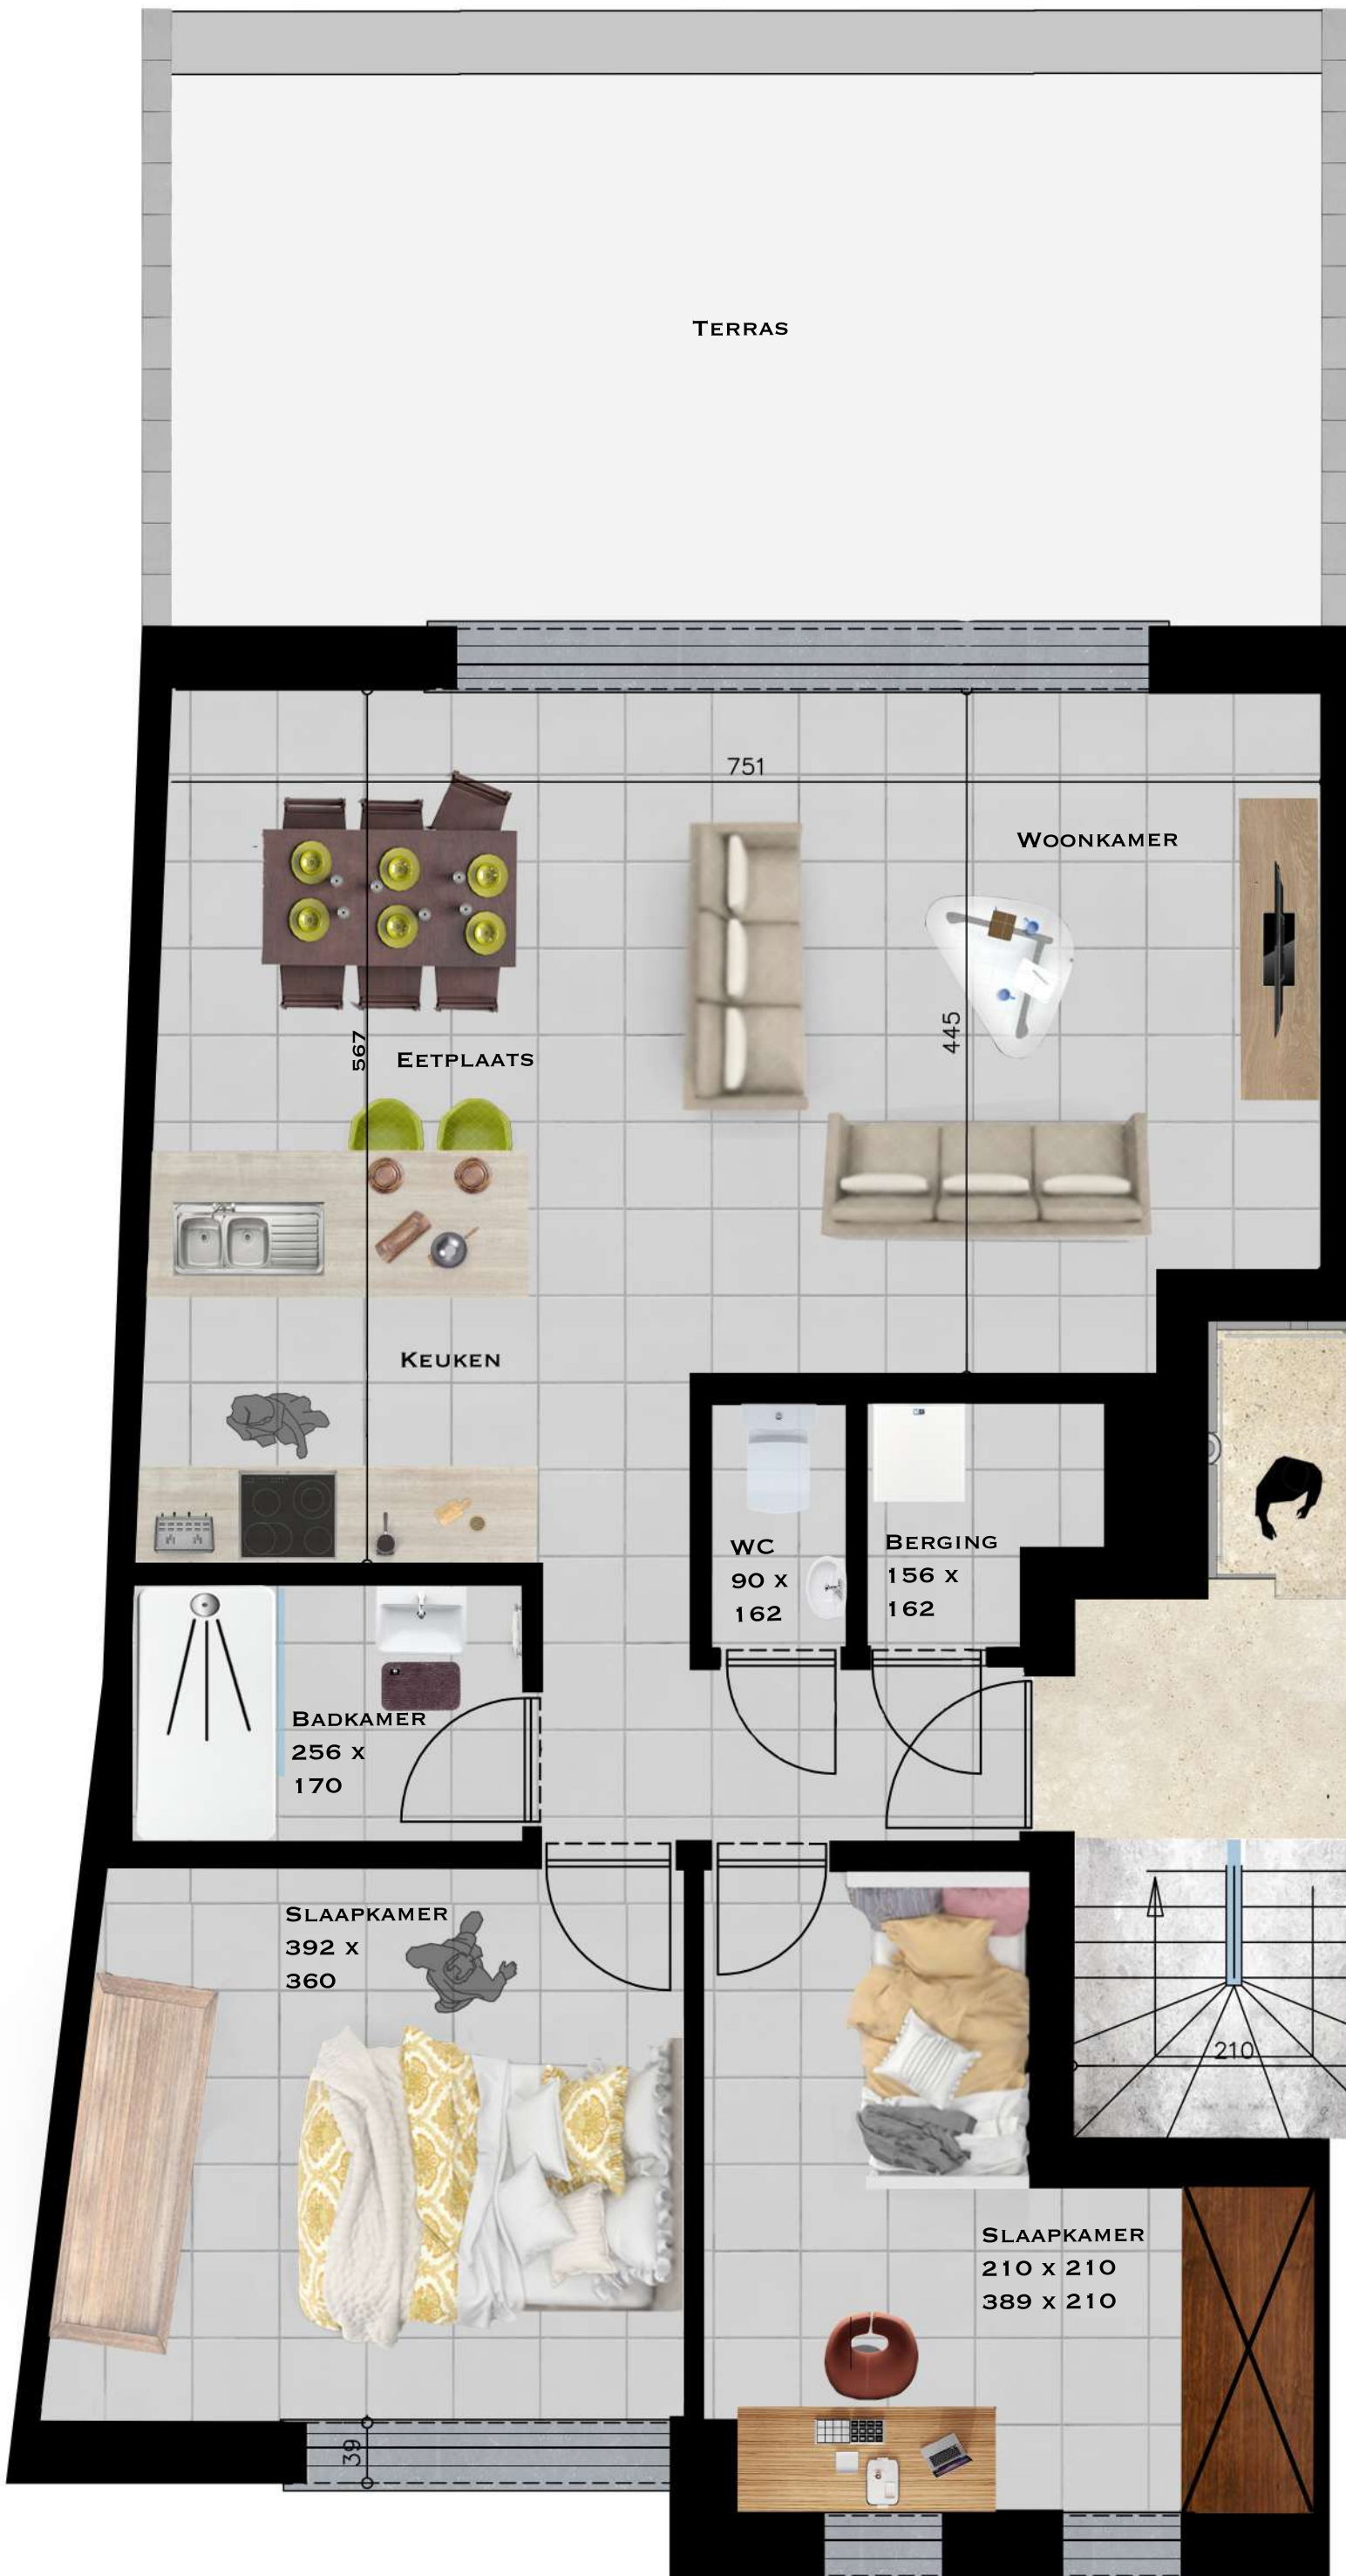 Terras
751
Woonkamer
445
567
Eetplaats
Keuken
WC
90 x
162
Berging
156 x
162
Badkamer
256 x
170
Slaapkamer
392 x
360
210
Slaapkamer
210 x 210
389 x 210
39